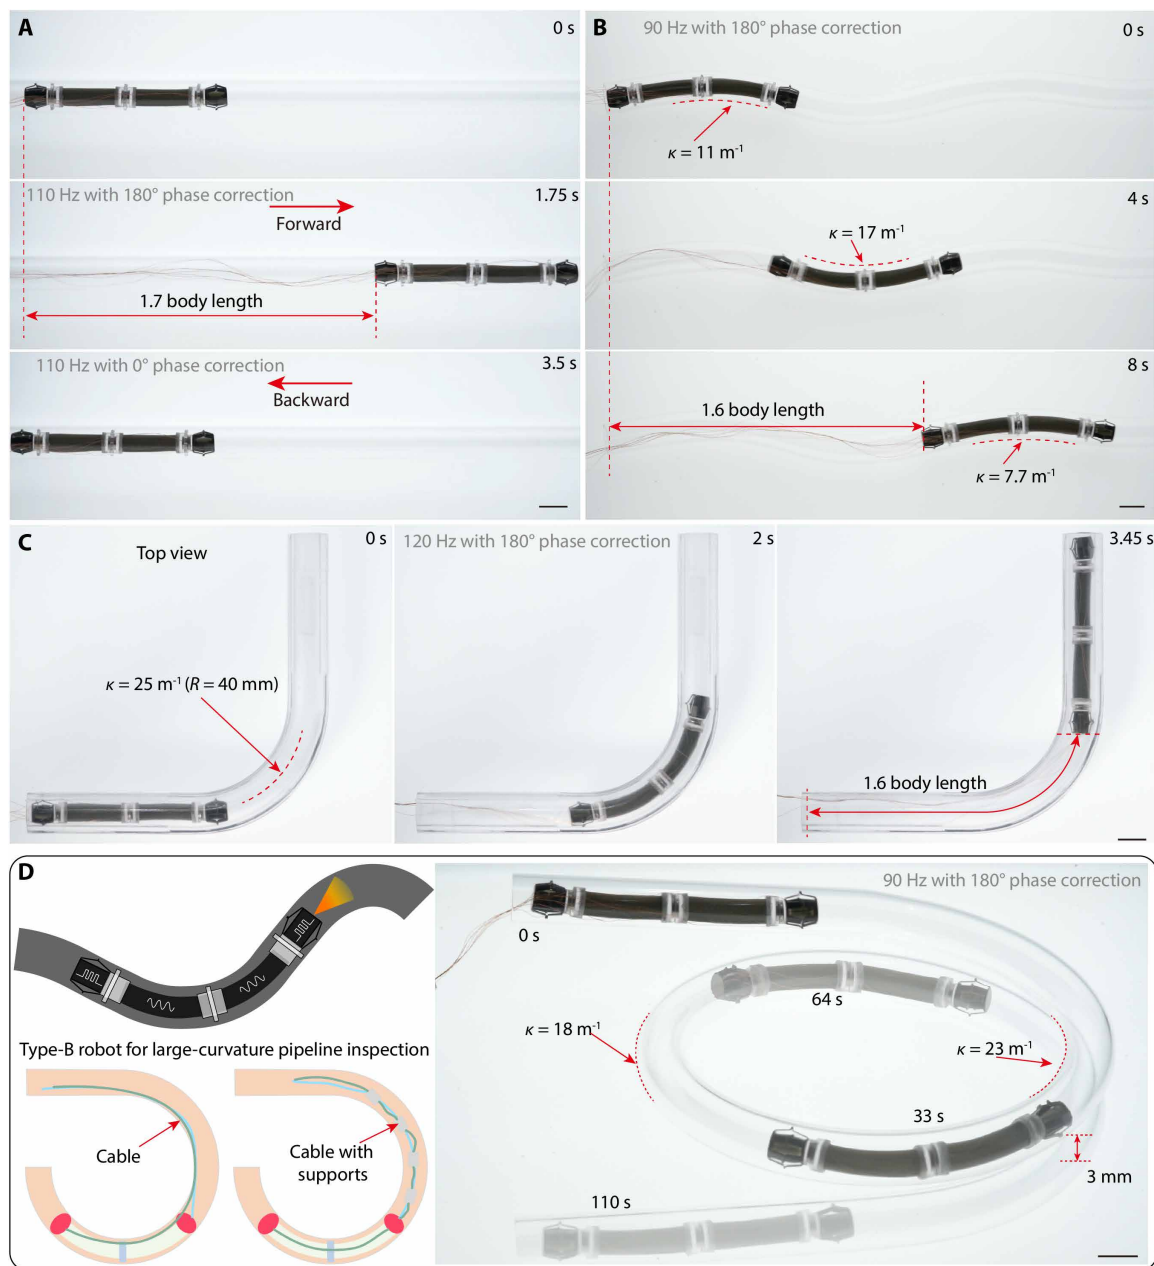 A
0 s
110 Hz with 180° phase correction
1.75 s
Forward
1.7 body length
110 Hz with 0° phase correction
3.5 s
Backward
B
90 Hz with 180° phase correction
0 s
κ = 11 m-1
4 s
κ = 17 m-1
8 s
1.6 body length
κ = 7.7 m-1
C
Top view
0 s
κ = 25 m-1 (R = 40 mm)
120 Hz with 180° phase correction
2 s
3.45 s
1.6 body length
D
Type-B robot for large-curvature pipeline inspection
Cable
Cable with
supports
90 Hz with 180° phase correction
0 s
64 s
κ = 18 m-1
κ = 23 m-1
33 s
3 mm
110 s